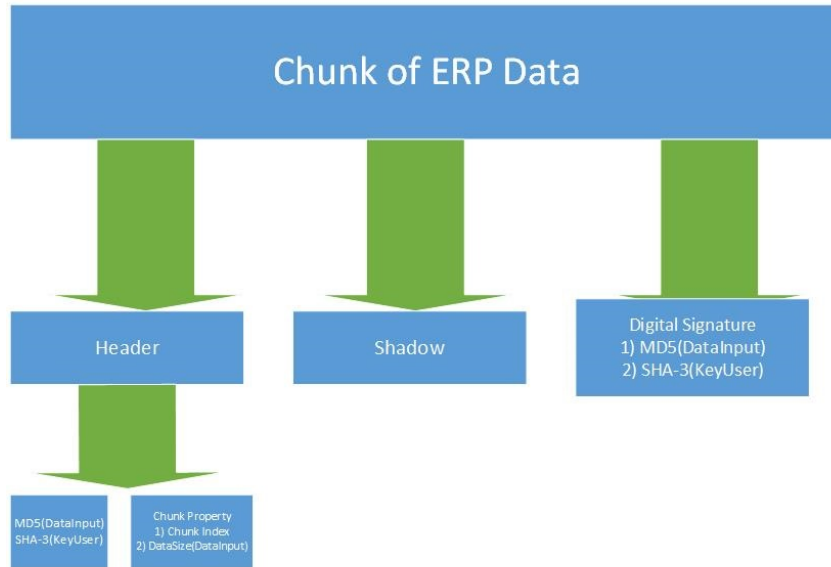 Chunk of ERP Data
Header
Shadow
Digital Signature
1) MD5(DataInput)
2) SHA-3(KeyUser)
MD5(DataInput)
SHA-3(KeyUser)
Chunk Property
1) Chunk Index
2) DataSize(DataInput)